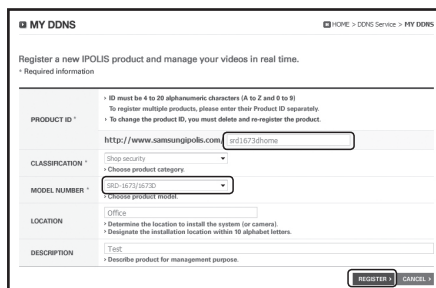 MY DDNS
HOME > DDNS Service > MY DDNS
Register a new IPOLIS product and manage your videos in real time.
* Required information
PRODUCT ID *
› ID must be 4 to 20 alphanumeric characters (A to Z and 0 to 9)
To register multiple products, please enter their Product ID separately.
› To change the product ID, you must delete and re-register the product.
http://www.samsungipolis.com/ srd1673dhome
CLASSIFICATION *
Shop security
› Choose product category.
MODEL NUMBER *
SRD-1673/1673D
› Choose product model.
LOCATION
Office
› Determine the location to install the system (or camera).
› Designate the installation location within 10 alphabet letters.
DESCRIPTION
Test
› Describe product for management purpose.
REGISTER › CANCEL ›